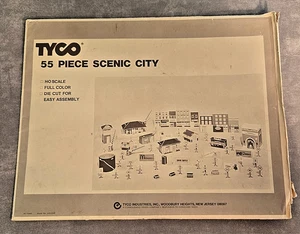 TYCO
55 PIECE SCENIC CITY
HO SCALE
FULL COLOR
DIE CUT FOR
EASY ASSEMBLY
TYCO INDUSTRIES, INC., WOODBURY HEIGHTS, NEW JERSEY 08097